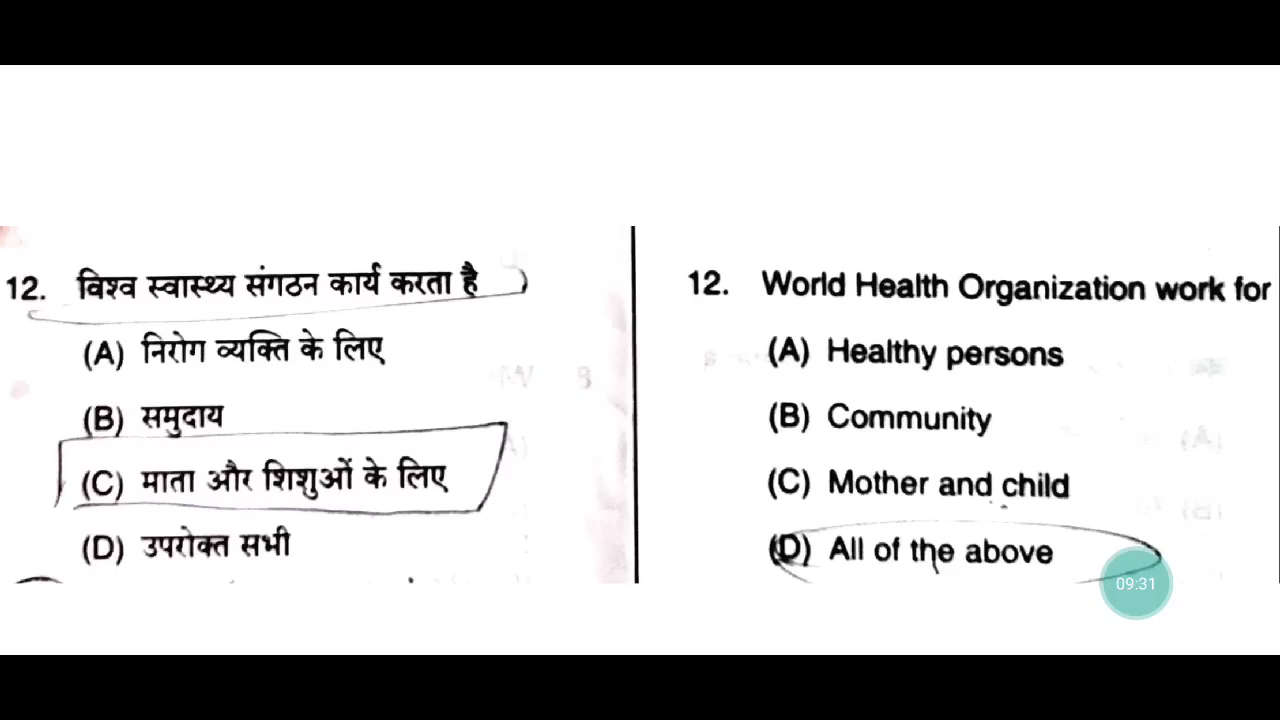 12. विश्व स्वास्थ्य संगठन कार्य करता है
(A) निरोग व्यक्ति के लिए
(B) समुदाय
(C) माता और शिशुओं के लिए
(D) उपरोक्त सभी
12. World Health Organization work for
(A) Healthy persons
(B) Community
(C) Mother and child
(D) All of the above
09:31